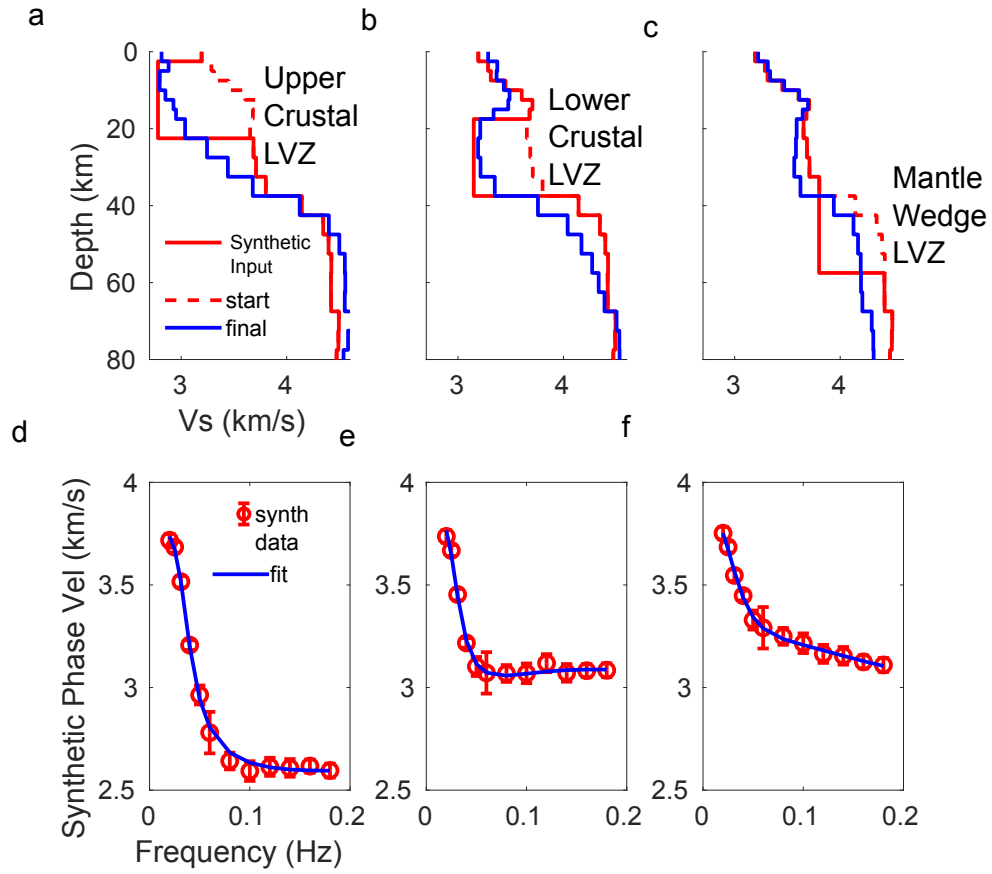 a
b
c
0
20
40
60
80
Depth (km)
Upper
Crustal
LVZ
Synthetic
Input
start
final
3
4
Vs (km/s)
Lower
Crustal
LVZ
3
4
Mantle
Wedge
LVZ
3
4
d
e
f
4
3.5
3
2.5
Synthetic Phase Vel (km/s)
synth
data
fit
0
0.1
0.2
Frequency (Hz)
4
3.5
3
2.5
0
0.1
0.2
4
3.5
3
2.5
0
0.1
0.2